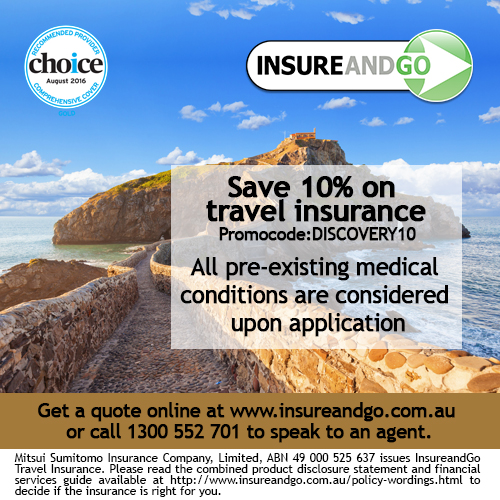 RECOMMENDED PROVIDER
choice
August 2016
COMPREHENSIVE COVER
GOLD
INSUREANDGO
Save 10% on
travel insurance
Promocode:DISCOVERY10
All pre-existing medical
conditions are considered
upon application
Get a quote online at www.insureandgo.com.au
or call 1300 552 701 to speak to an agent.
Mitsui Sumitomo Insurance Company, Limited, ABN 49 000 525 637 issues InsureandGo
Travel Insurance. Please read the combined product disclosure statement and financial
services guide available at http://www.insureandgo.com.au/policy-wordings.html to
decide if the insurance is right for you.